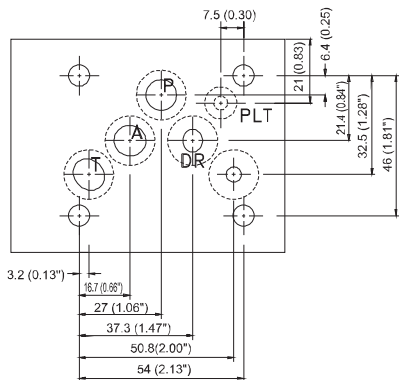 7.5 (0.30)
6.4 (0.25)
21 (0.83)
21.4 (0.84")
32.5 (1.28")
46 (1.81")
P
PLT
A
DR
T
3.2 (0.13")
16.7 (0.66")
27 (1.06")
37.3 (1.47")
50.8(2.00")
54 (2.13")